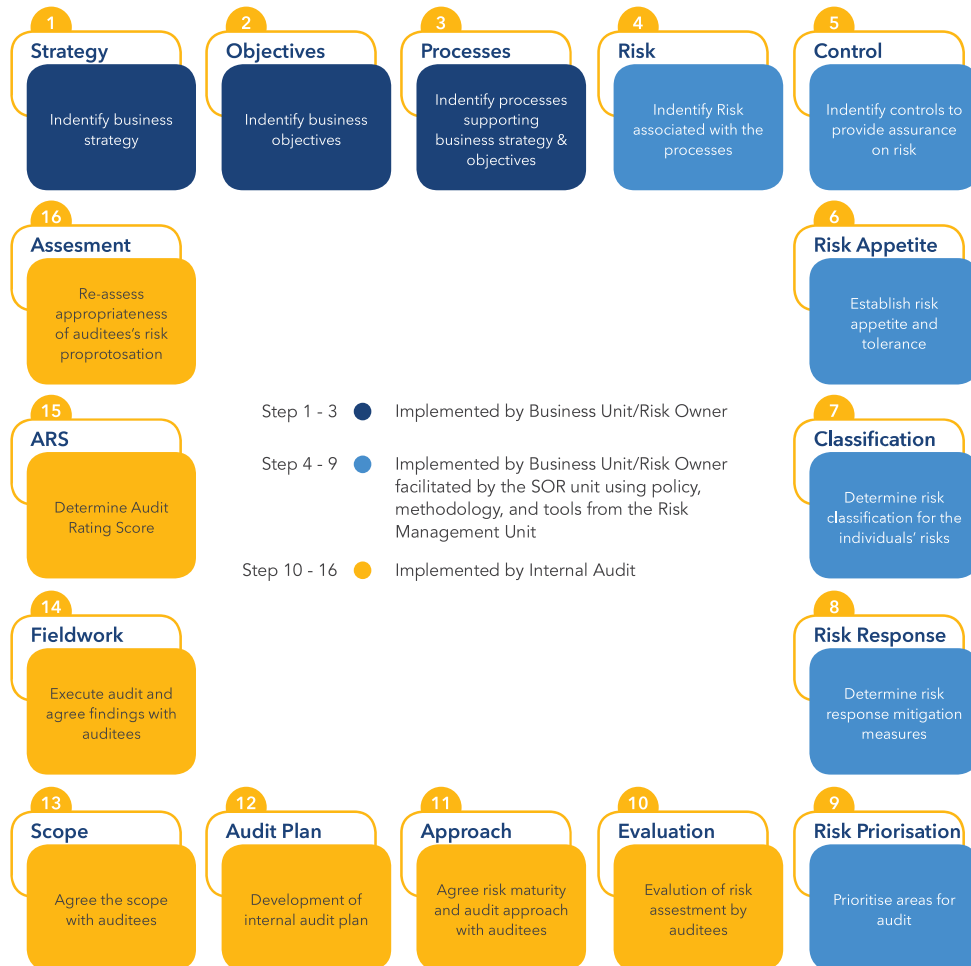 1
Strategy
Indentify business
strategy
2
Objectives
Indentify business
objectives
3
Processes
Indentify processes
supporting
business strategy &
objectives
4
Risk
Indentify Risk
associated with the
processes
5
Control
Indentify controls to
provide assurance
on risk
16
Assesment
Re-assess
appropriateness
of auditees's risk
proprotosation
6
Risk Appetite
Establish risk
appetite and
tolerance
15
ARS
Determine Audit
Rating Score
Step 1 - 3
Implemented by Business Unit/Risk Owner
Step 4 - 9
Implemented by Business Unit/Risk Owner
facilitated by the SOR unit using policy,
methodology, and tools from the Risk
Management Unit
Step 10 - 16
Implemented by Internal Audit
7
Classification
Determine risk
classification for the
individuals' risks
14
Fieldwork
Execute audit and
agree findings with
auditees
8
Risk Response
Determine risk
response mitigation
measures
13
Scope
Agree the scope
with auditees
12
Audit Plan
Development of
internal audit plan
11
Approach
Agree risk maturity
and audit approach
with auditees
10
Evaluation
Evalution of risk
assestment by
auditees
9
Risk Priorisation
Prioritise areas for
audit